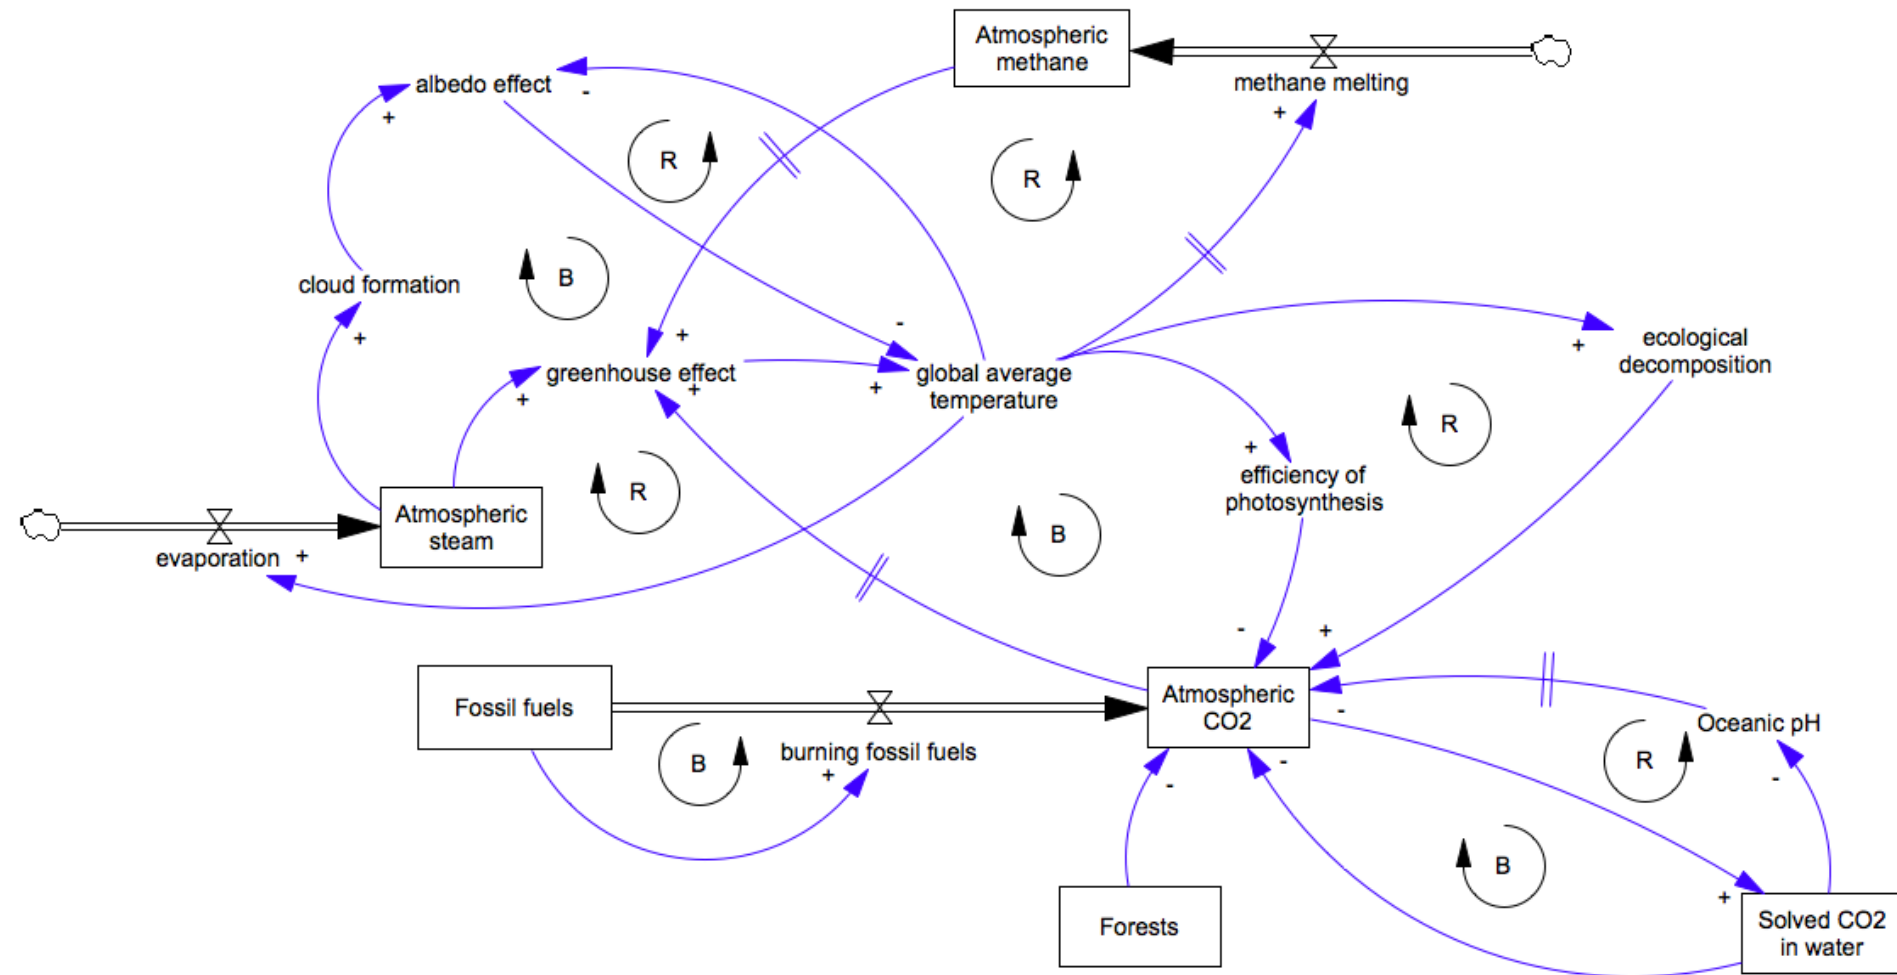 Atmospheric
methane
methane melting
+
albedo effect
-
+
R
R
B
cloud formation
+
greenhouse effect
+
+
+
-
+
global average
temperature
+
ecological
decomposition
R
+
efficiency of
photosynthesis
R
B
Atmospheric
steam
evaporation
+
-
+
Fossil fuels
B
burning fossil fuels
+
Atmospheric
CO2
-
-
-
Oceanic pH
R
-
B
+
Forests
Solved CO2
in water